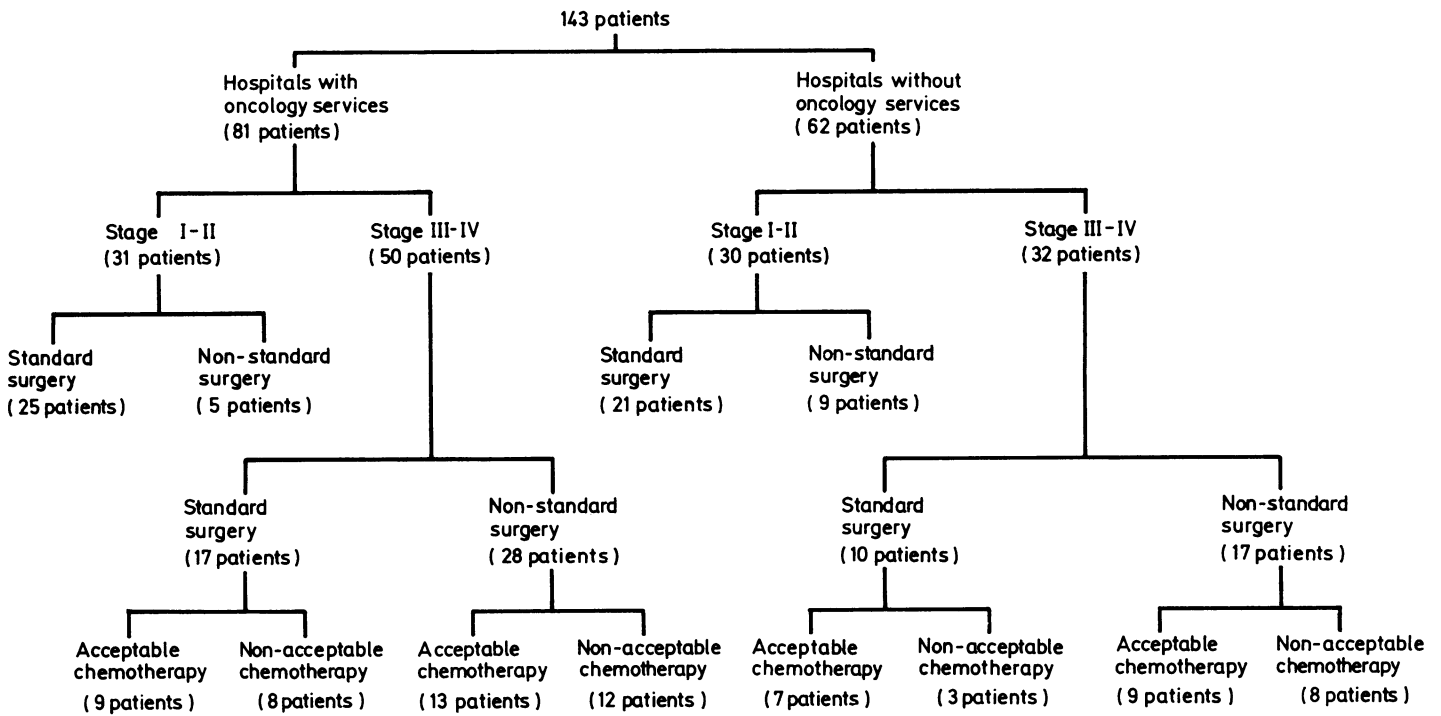 143 patients
Hospitals with
oncology services
(81 patients)
Hospitals without
oncology services
(62 patients)
Stage I-II
(31 patients)
Stage III-IV
(50 patients)
Stage I-II
(30 patients)
Stage III-IV
(32 patients)
Standard
surgery
(25 patients)
Non-standard
surgery
(5 patients)
Standard
surgery
(21 patients)
Non-standard
surgery
(9 patients)
Standard
surgery
(17 patients)
Non-standard
surgery
(28 patients)
Standard
surgery
(10 patients)
Non-standard
surgery
(17 patients)
Acceptable
chemotherapy
(9 patients)
Non-acceptable
chemotherapy
(8 patients)
Acceptable
chemotherapy
(13 patients)
Non-acceptable
chemotherapy
(12 patients)
Acceptable
chemotherapy
(7 patients)
Non-acceptable
chemotherapy
(3 patients)
Acceptable
chemotherapy
(9 patients)
Non-acceptable
chemotherapy
(8 patients)